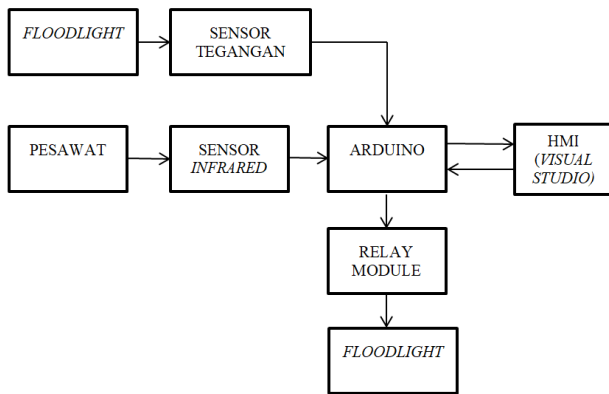 FLOODLIGHT
SENSOR
TEGANGAN
PESAWAT
SENSOR
INFRARED
ARDUINO
HMI
(VISUAL
STUDIO)
RELAY
MODULE
FLOODLIGHT